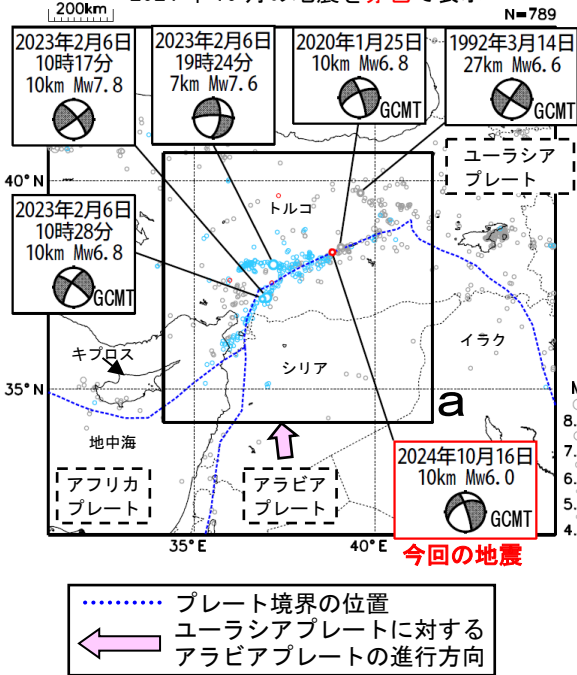 200km
N=789
2023年2月6日
10時17分
10km Mw7.8
2023年2月6日
19時24分
7km Mw7.6
2020年1月25日
10km Mw6.8
GCMT
1992年3月14日
27km Mw6.6
GCMT
ユーラシア
プレート
40°N
トルコ
2023年2月6日
10時28分
10km Mw6.8
GCMT
キプロス
シリア
イラク
35°N
a
地中海
M
8.
7.
6.
5.
4.
アフリカ
プレート
アラビア
プレート
2024年10月16日
10km Mw6.0
GCMT
35°E
40°E
今回の地震
プレート境界の位置
ユーラシアプレートに対する
アラビアプレートの進行方向